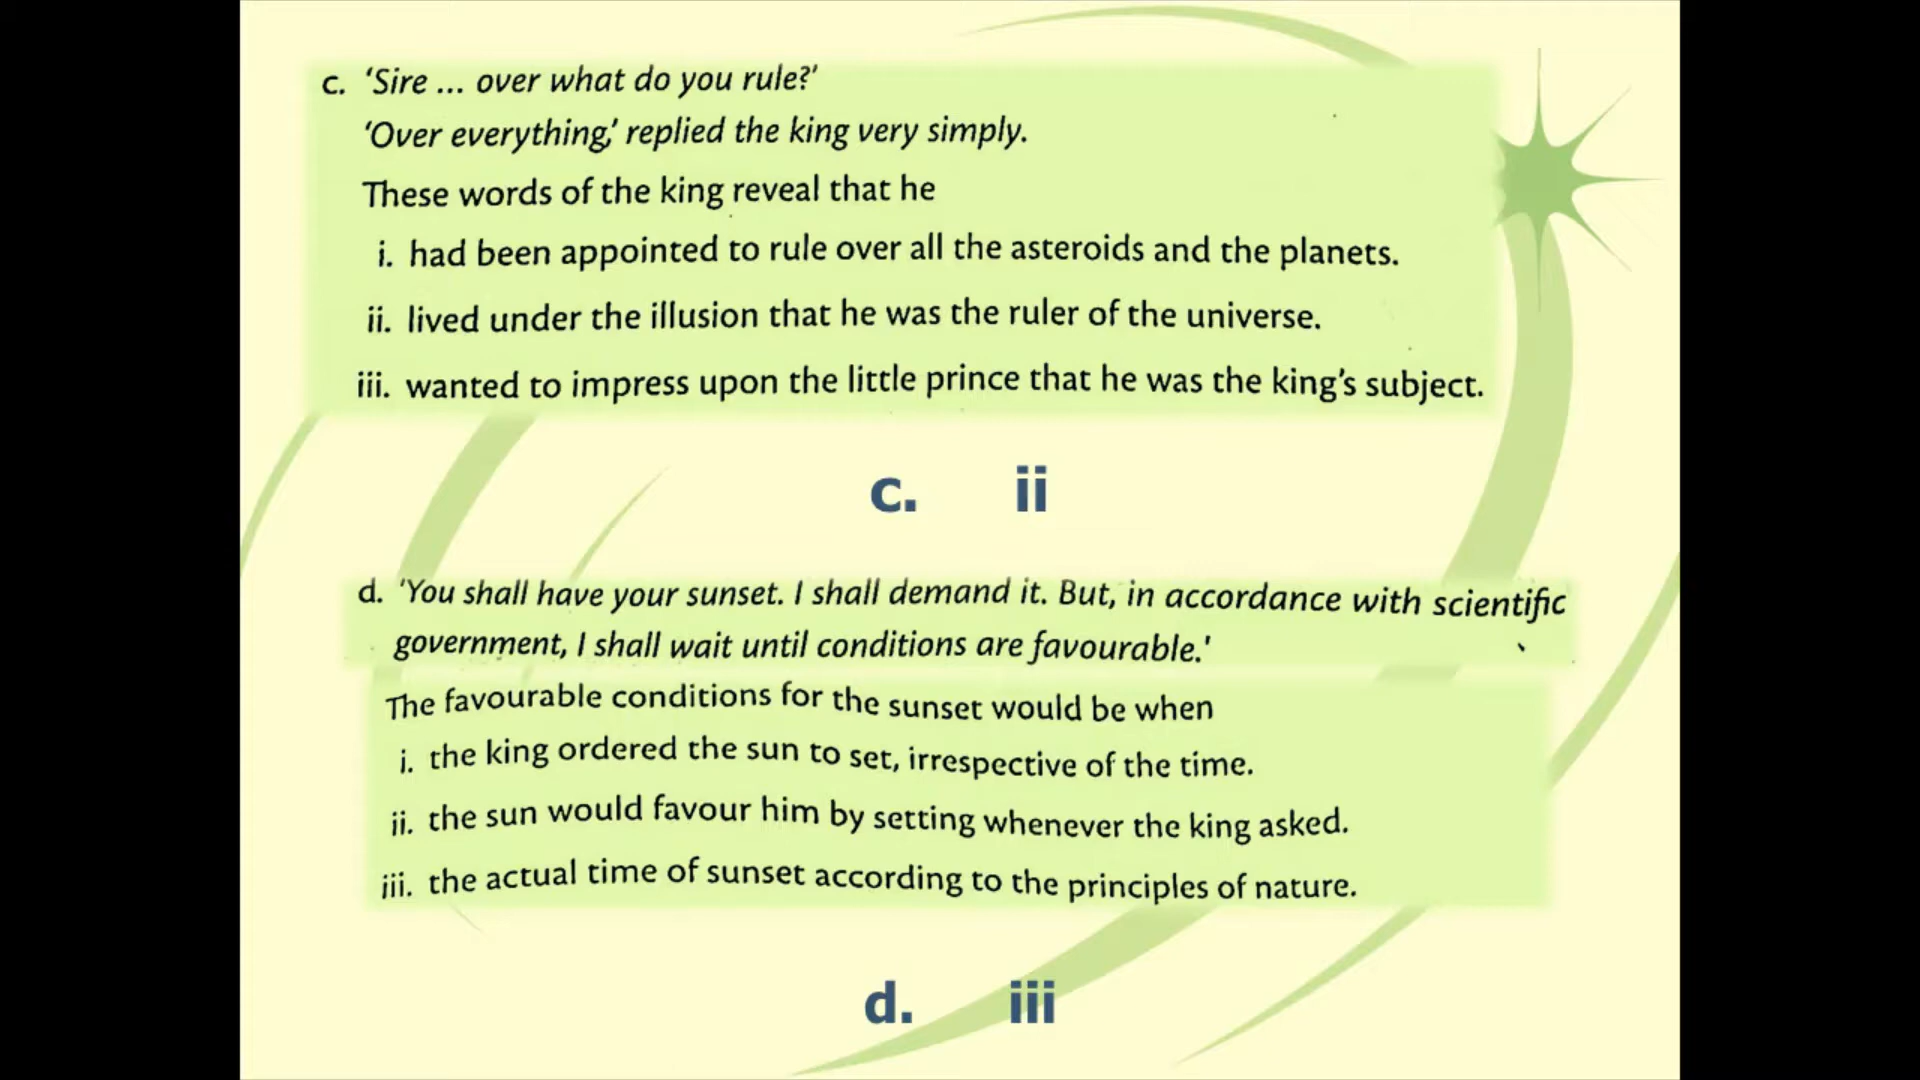 c. ‘Sire ... over what do you rule?’
‘Over everything,’ replied the king very simply.
These words of the king reveal that he
i. had been appointed to rule over all the asteroids and the planets.
ii. lived under the illusion that he was the ruler of the universe.
iii. wanted to impress upon the little prince that he was the king’s subject.
c. ii
d. ‘You shall have your sunset. I shall demand it. But, in accordance with scientific
government, I shall wait until conditions are favourable.'
The favourable conditions for the sunset would be when
i. the king ordered the sun to set, irrespective of the time.
ii. the sun would favour him by setting whenever the king asked.
iii. the actual time of sunset according to the principles of nature.
d. iii